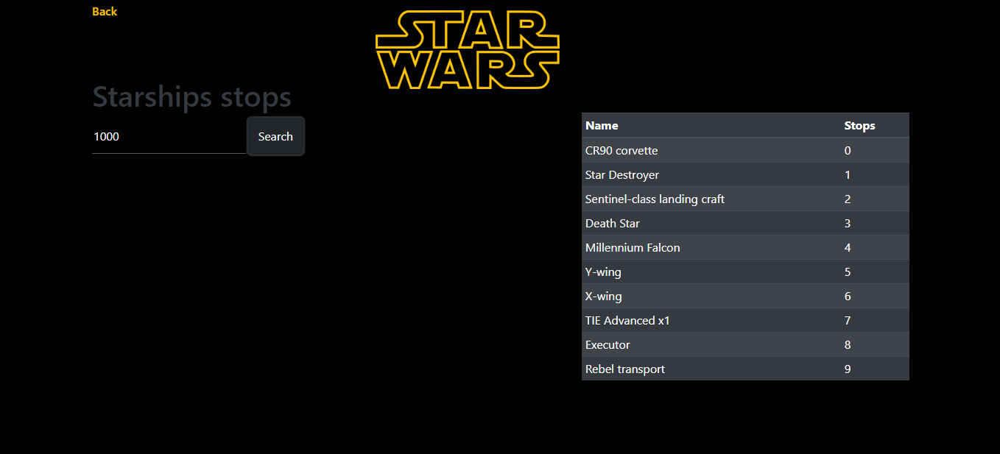 Back
STAR
WARS
Starships stops
1000 Search
Name Stops
CR90 corvette 0
Star Destroyer 1
Sentinel-class landing craft 2
Death Star 3
Millennium Falcon 4
Y-wing 5
X-wing 6
TIE Advanced x1 7
Executor 8
Rebel transport 9